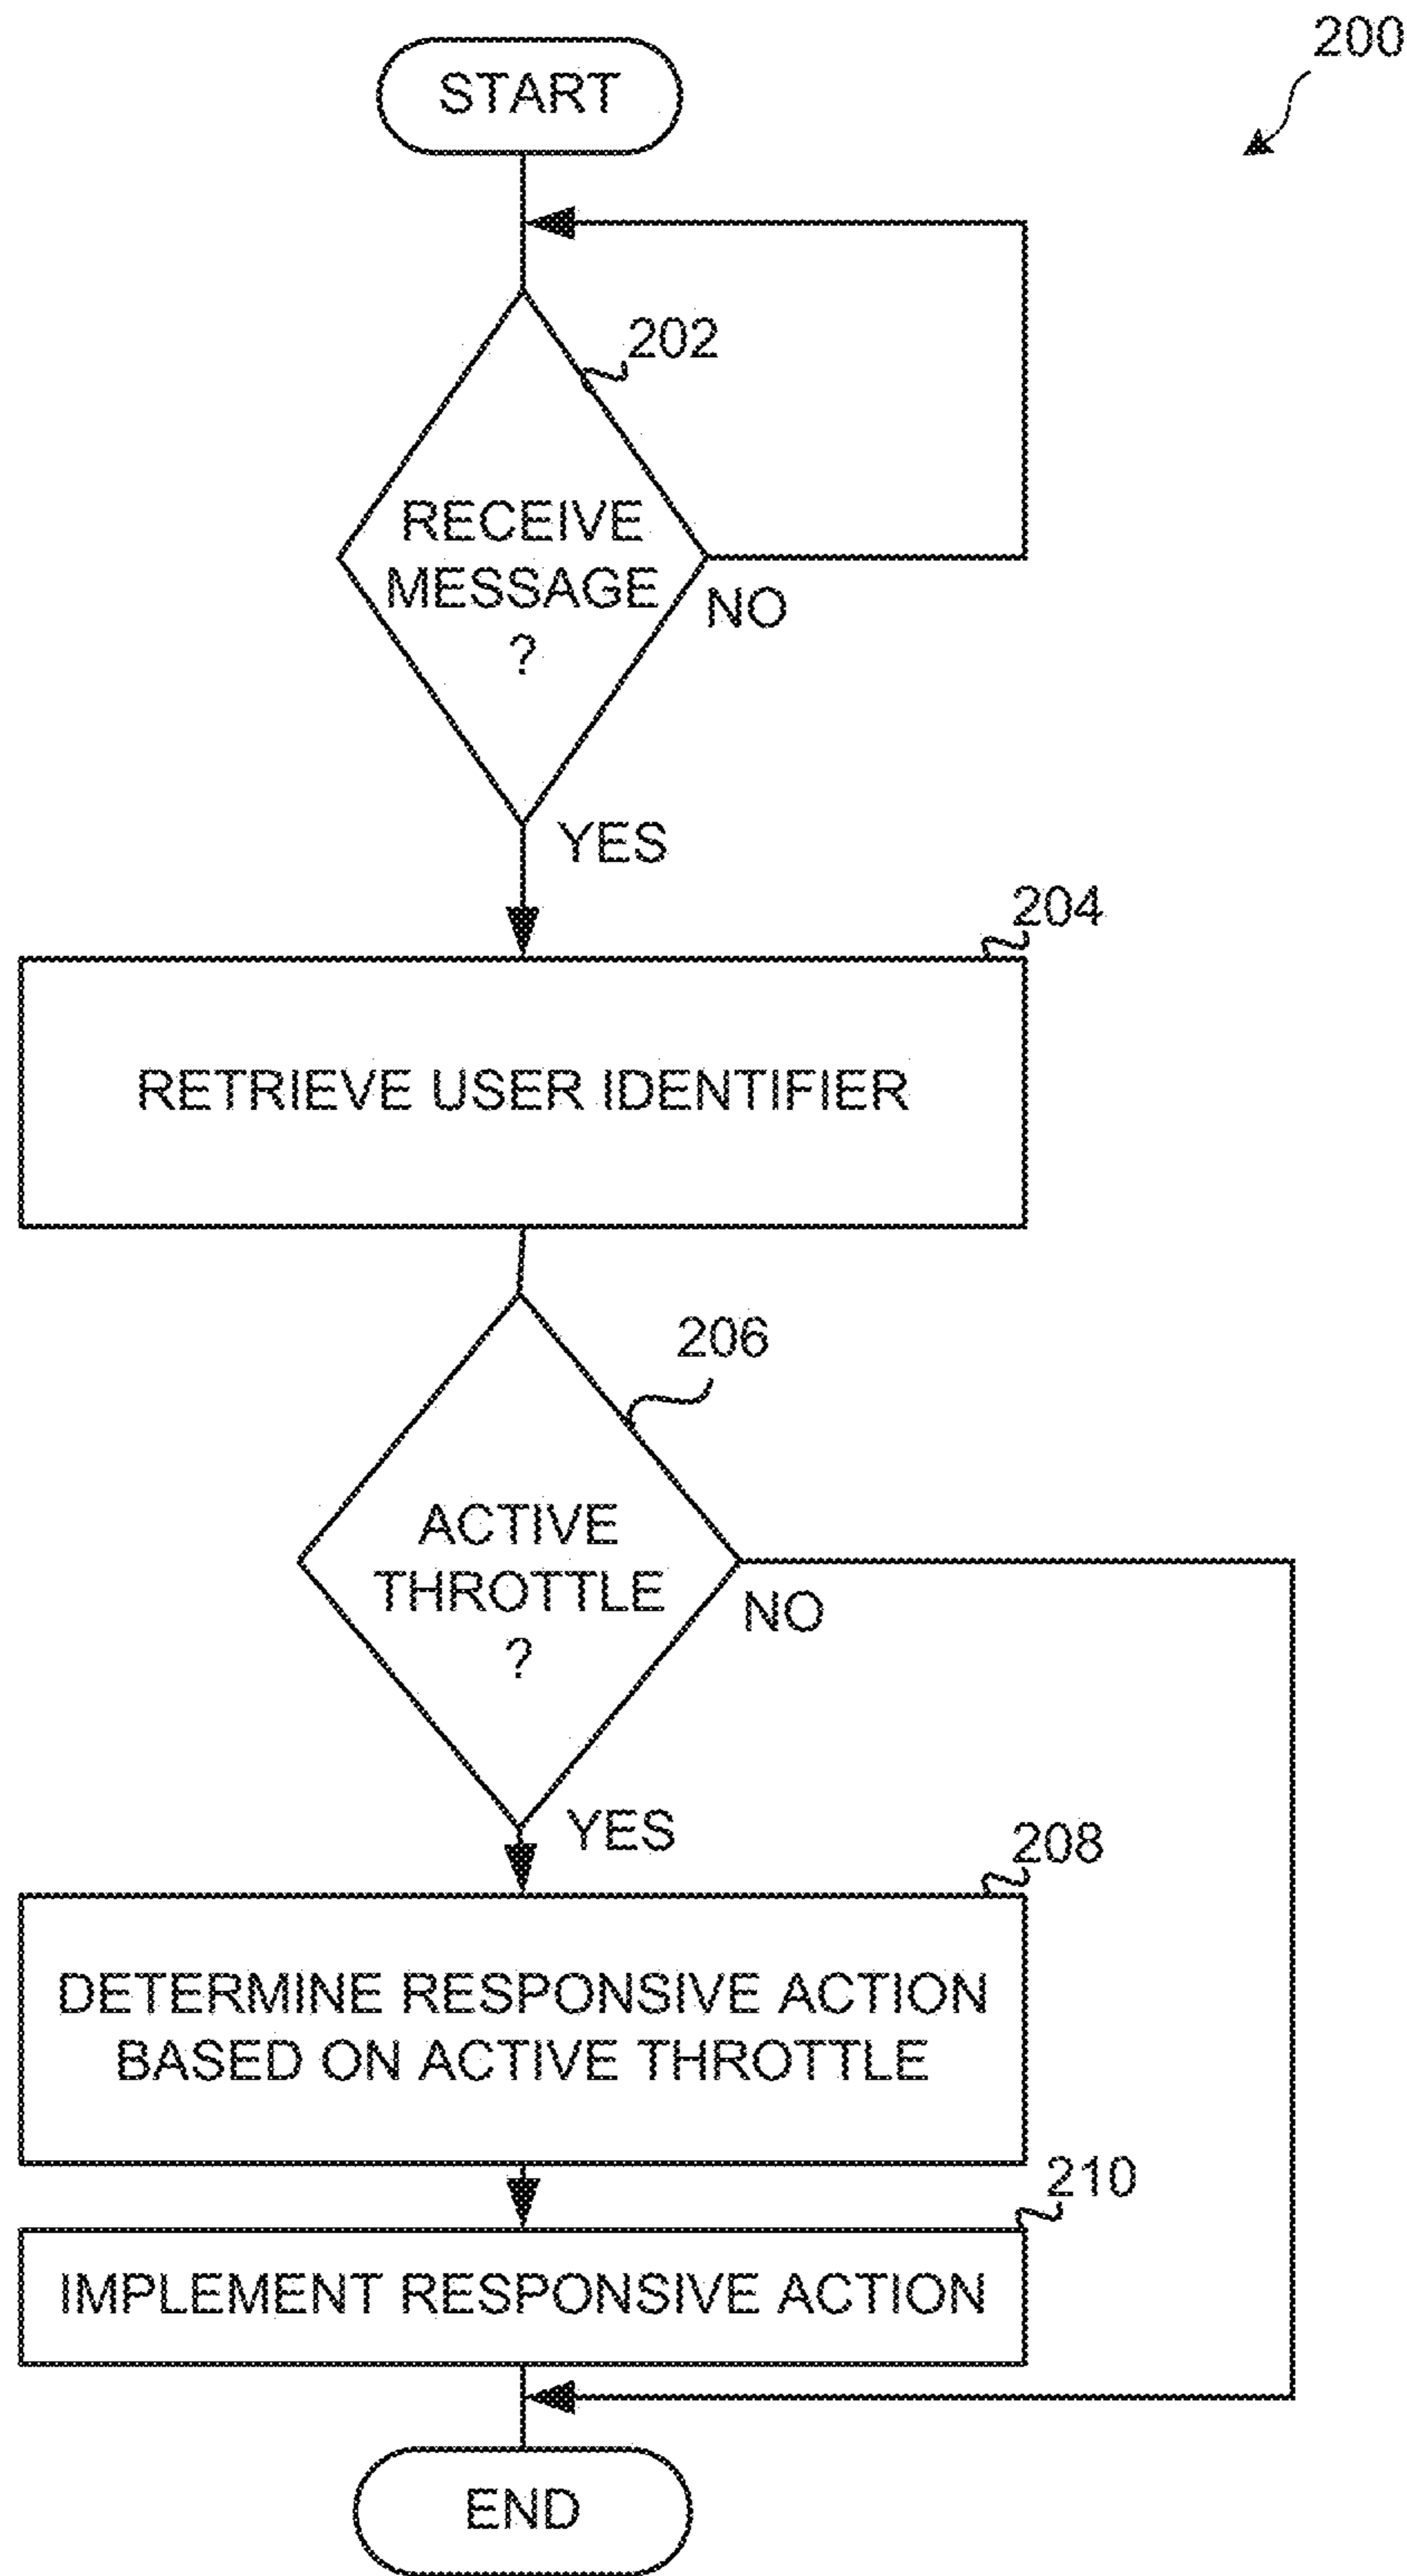 200
START
202
RECEIVE
MESSAGE
?
NO
YES
204
RETRIEVE USER IDENTIFIER
206
ACTIVE
THROTTLE
?
NO
YES
208
DETERMINE RESPONSIVE ACTION
BASED ON ACTIVE THROTTLE
210
IMPLEMENT RESPONSIVE ACTION
END